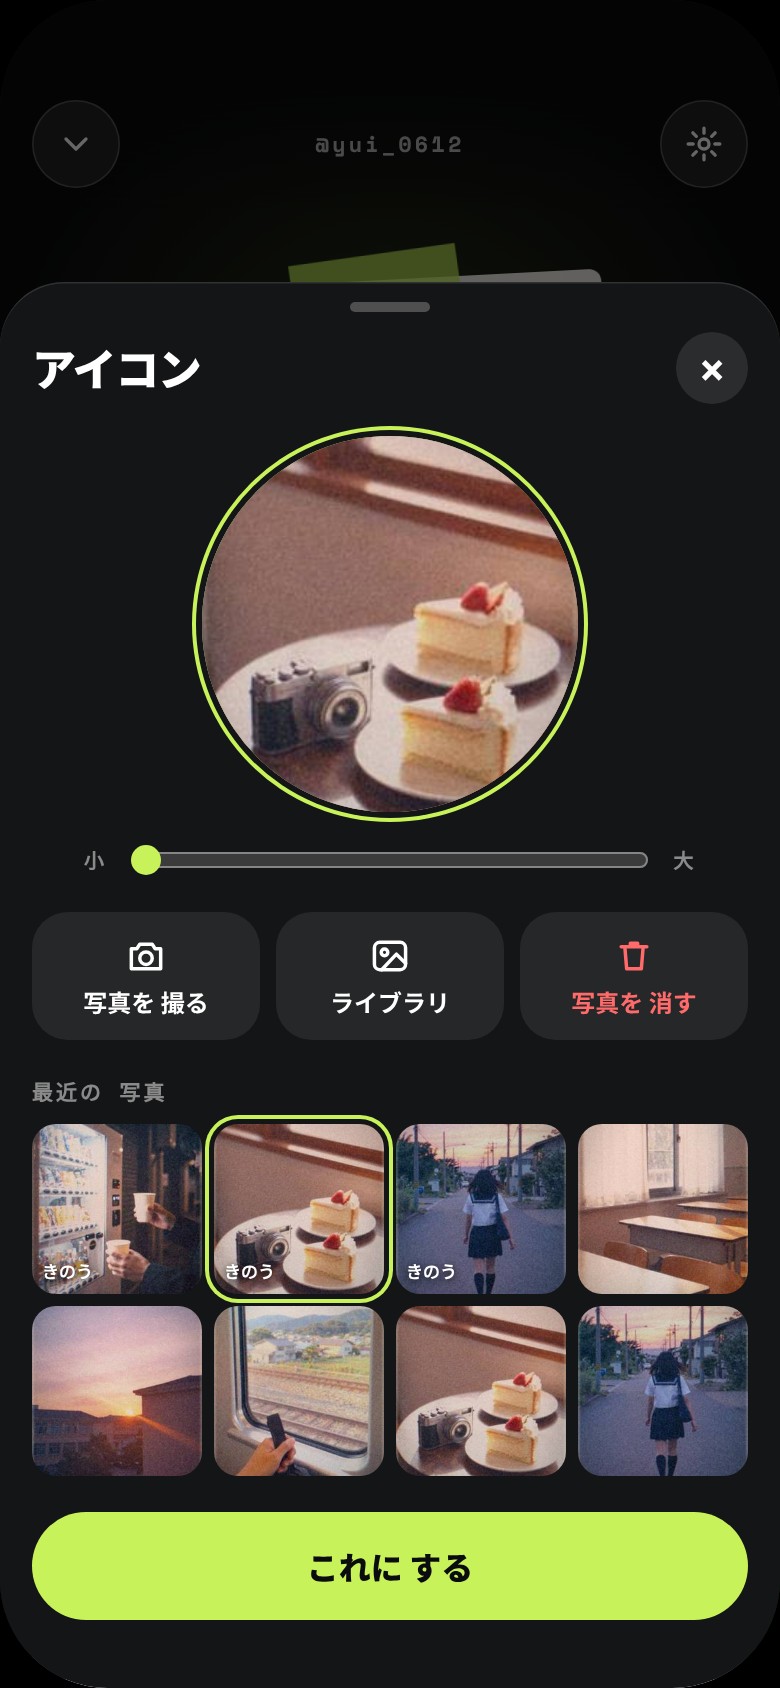 @yui_0612
アイコン
小
大
写真を 撮る
ライブラリ
写真を 消す
最近の 写真
きのう
きのう
きのう
これに する